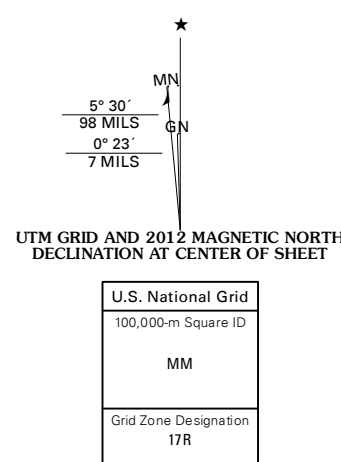 ★
MN
5° 30´
98 MILS
GN
0° 23´
7 MILS
UTM GRID AND 2012 MAGNETIC NORTH
DECLINATION AT CENTER OF SHEET
U.S. National Grid
100,000-m Square ID
MM
Grid Zone Designation
17R